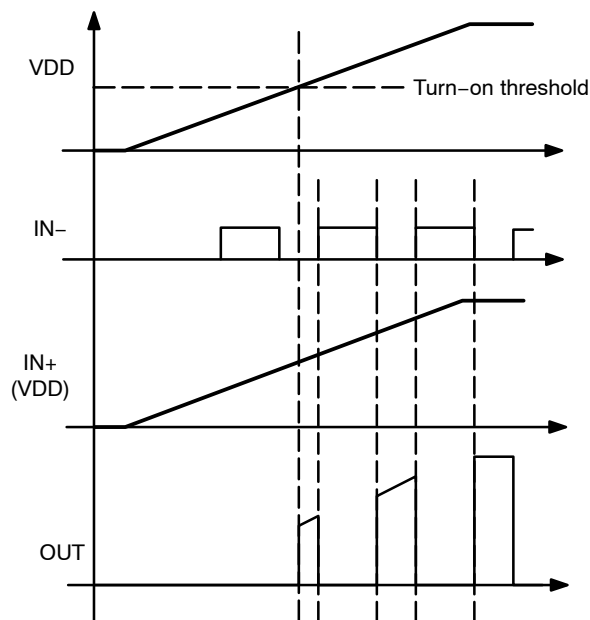 VDD
Turn−on threshold
IN−
IN+
(VDD)
OUT